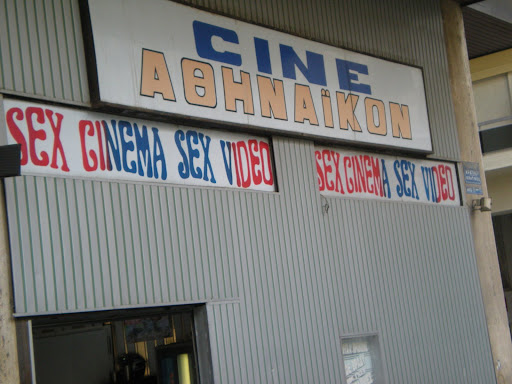 CINE
ΑΘΗΝΑΪΚΟΝ
SEX CINEMA SEX VIDEO
SEX CINEMA SEX VIDEO